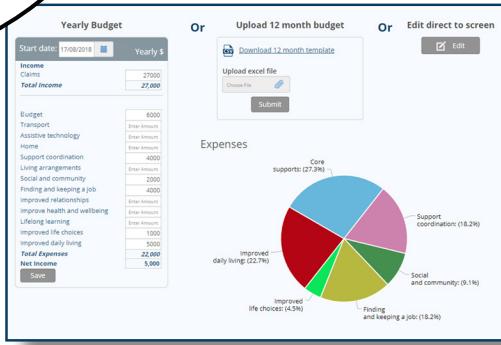 Yearly Budget
Or
Upload 12 month budget
Or
Edit direct to screen
Start date: 17/08/2018
Yearly $
Income
Claims 27000
Total Income 27,000
Budget 6000
Transport Enter Amount
Assistive technology Enter Amount
Home Enter Amount
Support coordination 4000
Living arrangements Enter Amount
Social and community 2000
Finding and keeping a job 4000
Improved relationships Enter Amount
Improve health and wellbeing Enter Amount
Lifelong learning Enter Amount
Improved life choices 1000
Improved daily living 5000
Total Expenses 22,000
Net Income 5,000
Save
CSV
Download 12 month template
Upload excel file
Choose File
Submit
Edit
Expenses
Core
supports: (27.3%)
Support
coordination: (18.2%)
Social
and community: (9.1%)
Finding
and keeping a job: (18.2%)
Improved
life choices: (4.5%)
Improved
daily living: (22.7%)